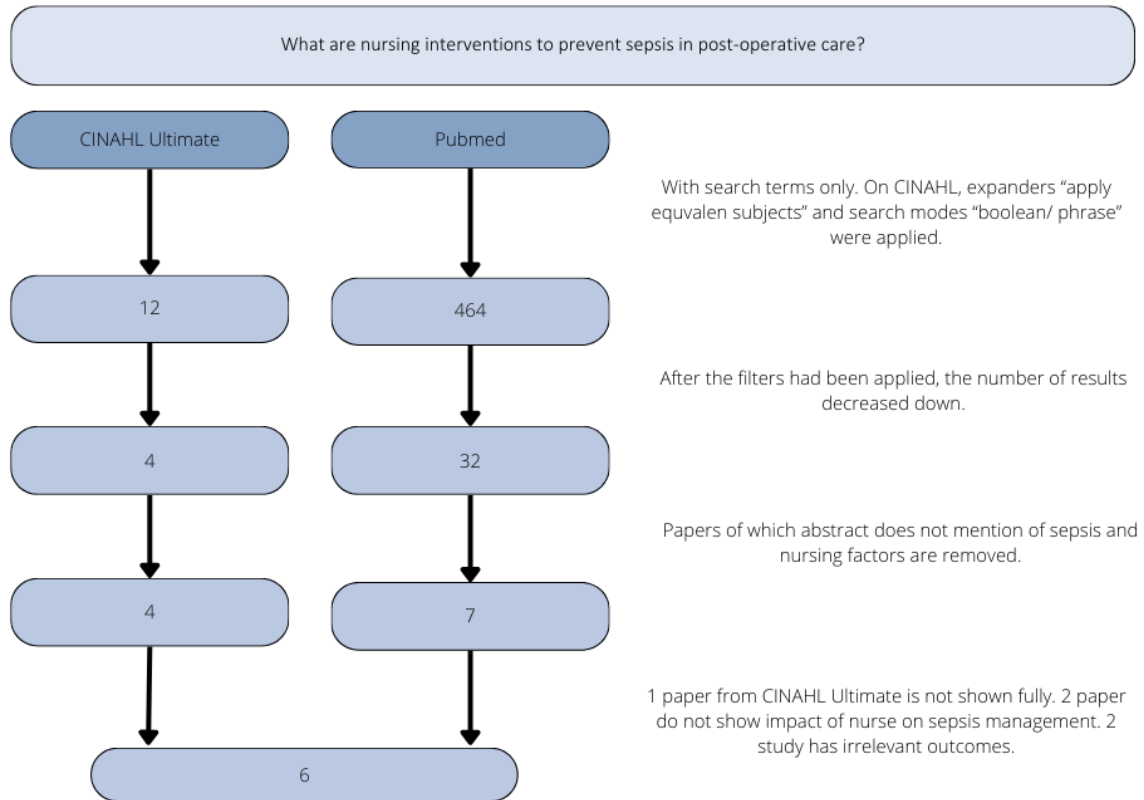 What are nursing interventions to prevent sepsis in post-operative care?
CINAHL Ultimate
Pubmed
With search terms only. On CINAHL, expanders “apply
equvalen subjects” and search modes “boolean/ phrase”
were applied.
12
464
After the filters had been applied, the number of results
decreased down.
4
32
Papers of which abstract does not mention of sepsis and
nursing factors are removed.
4
7
1 paper from CINAHL Ultimate is not shown fully. 2 paper
do not show impact of nurse on sepsis management. 2
study has irrelevant outcomes.
6